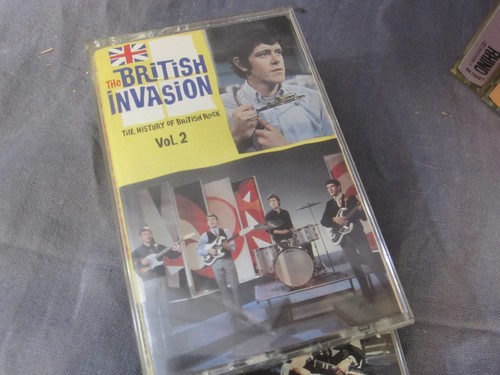 The
BRiTiSH
iNVASiON
THE HISTORY OF BRITISH ROCK
Vol. 2